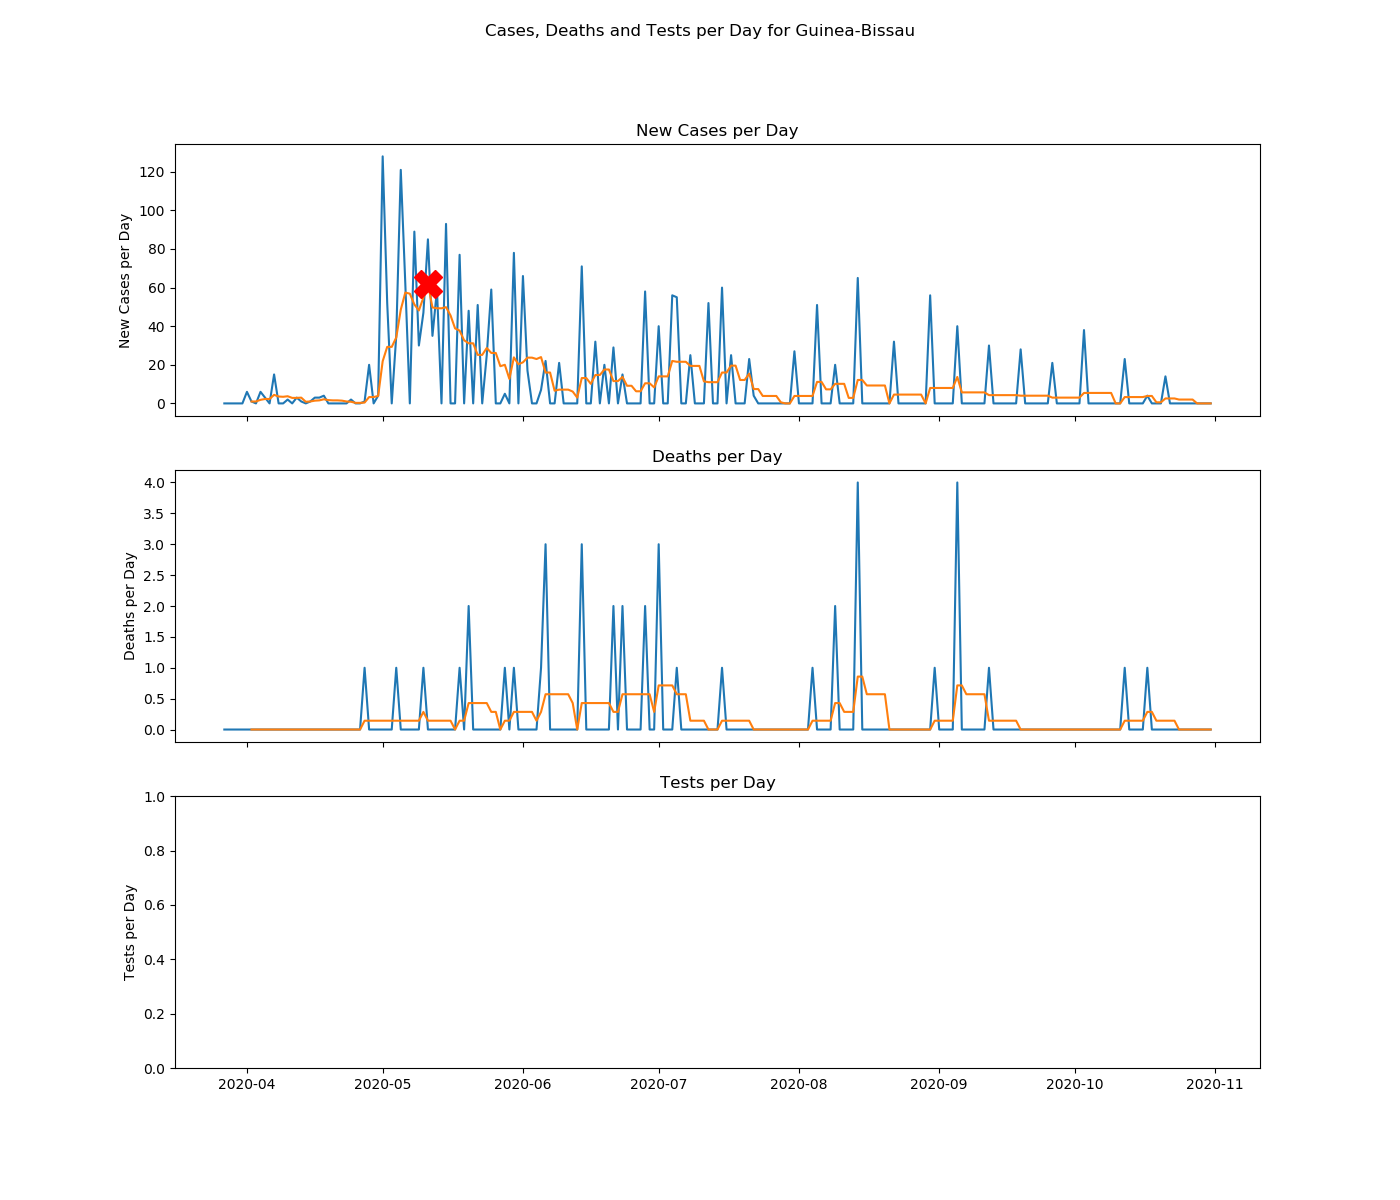 Cases, Deaths and Tests per Day for Guinea-Bissau
New Cases per Day
New Cases per Day
120
100
80
60
40
20
0
Deaths per Day
Deaths per Day
4.0
3.5
3.0
2.5
2.0
1.5
1.0
0.5
0.0
Tests per Day
Tests per Day
1.0
0.8
0.6
0.4
0.2
0.0
2020-04 2020-05 2020-06 2020-07 2020-08 2020-09 2020-10 2020-11